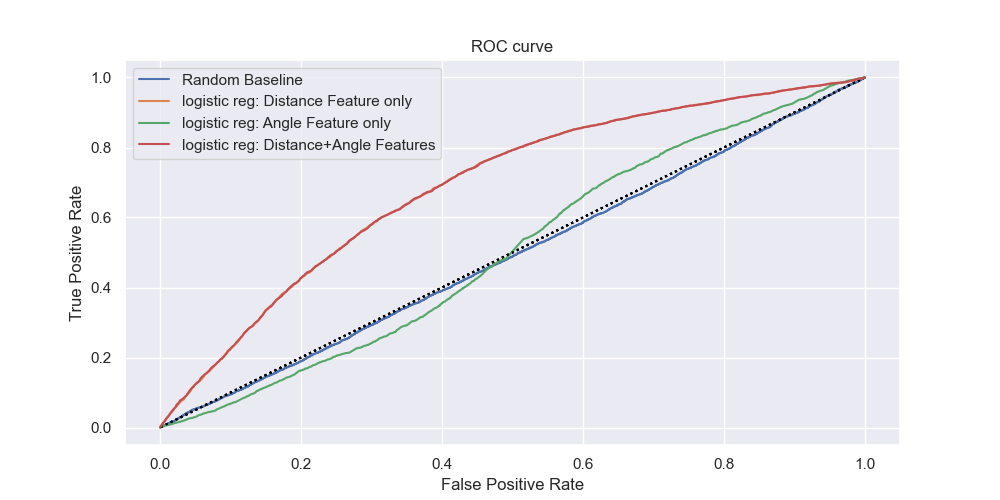 ROC curve
Random Baseline
logistic reg: Distance Feature only
logistic reg: Angle Feature only
logistic reg: Distance+Angle Features
True Positive Rate
1.0
0.8
0.6
0.4
0.2
0.0
0.0 0.2 0.4 0.6 0.8 1.0
False Positive Rate